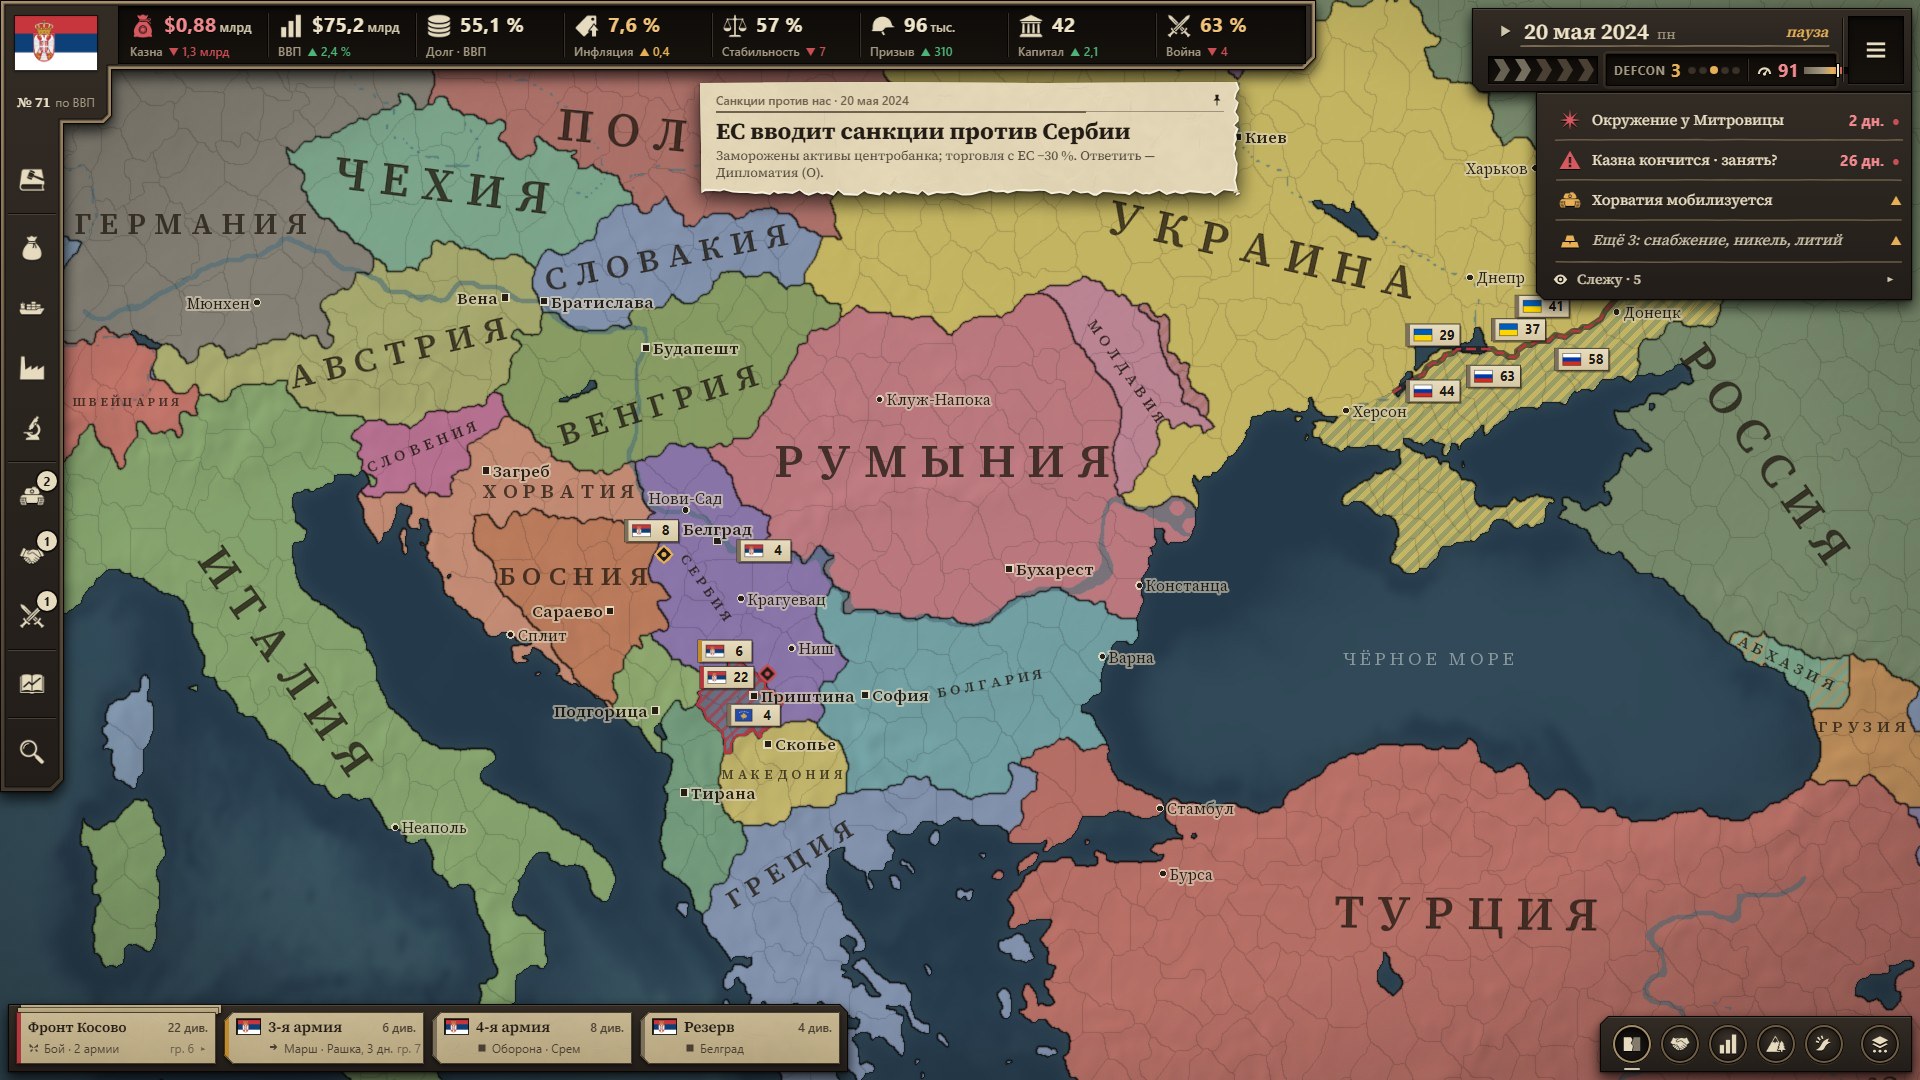 $0,88 млрд
Казна ▼ 1,3 млрд
$75,2 млрд
ВВП ▲ 2,4 %
55,1 %
Долг · ВВП
7,6 %
Инфляция ▲ 0,4
57 %
Стабильность ▼ 7
96 тыс.
Призыв ▲ 310
42
Капитал ▲ 2,1
63 %
Война ▼ 4
№ 71 по ВВП
20 мая 2024 пн
пауза
DEFCON 3
91
Санкции против нас · 20 мая 2024
ЕС вводит санкции против Сербии
Заморожены активы центробанка; торговля с ЕС −30 %. Ответить —
Дипломатия (О).
Окружение у Митровицы 2 дн.
Казна кончится · занять? 26 дн.
Хорватия мобилизуется
Ещё 3: снабжение, никель, литий
Слежу · 5
2
1
1
ПОЛ
ЧЕХИЯ
ГЕРМАНИЯ
СЛОВАКИЯ
УКРАИНА
Киев
Харьков
Днепр
Донецк
Мюнхен
Вена
Братислава
АВСТРИЯ
Будапешт
ВЕНГРИЯ
ШВЕЙЦАРИЯ
СЛОВЕНИЯ
Загреб
ХОРВАТИЯ
Клуж-Напока
РУМЫНИЯ
МОЛДАВИЯ
41
29
37
58
63
44
Херсон
РОССИЯ
Нови-Сад
8
Белград
4
СЕРБИЯ
БОСНИЯ
Сараево
Сплит
Крагуевац
Бухарест
Констанца
ИТАЛИЯ
6
Ниш
22
Приштина
4
София
БОЛГАРИЯ
Варна
ЧЁРНОЕ МОРЕ
АБХАЗИЯ
ГРУЗИЯ
Подгорица
Скопье
МАКЕДОНИЯ
Тирана
Неаполь
ГРЕЦИЯ
Стамбул
Бурса
ТУРЦИЯ
Фронт Косово 22 див.
Бой · 2 армии гр. 6
3-я армия 6 див.
Марш · Рашка, 3 дн. гр. 7
4-я армия 8 див.
Оборона · Срем
Резерв 4 див.
Белград